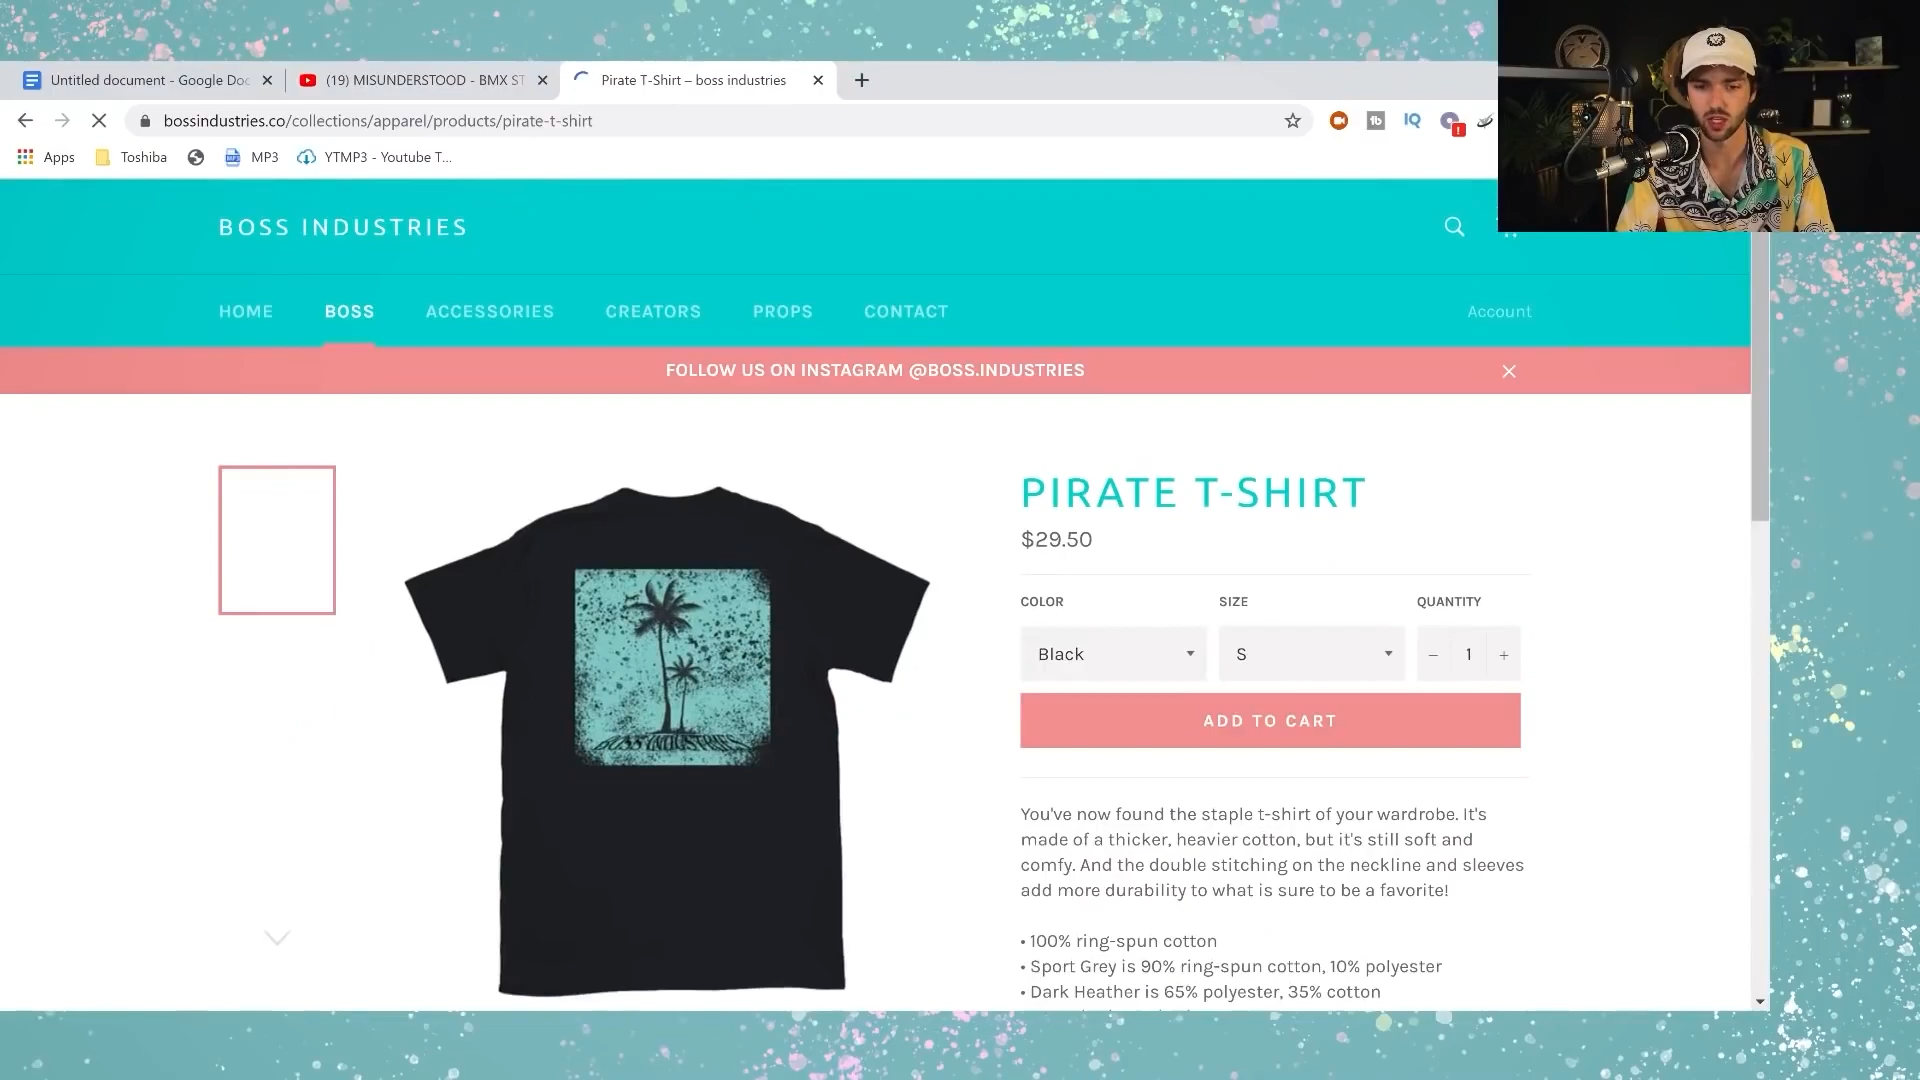 Untitled document - Google Doc
(19) MISUNDERSTOOD - BMX ST
Pirate T-Shirt – boss industries
bossindustries.co/collections/apparel/products/pirate-t-shirt
Apps
Toshiba
MP3
YTMP3 - Youtube T...
BOSS INDUSTRIES
HOME
BOSS
ACCESSORIES
CREATORS
PROPS
CONTACT
Account
FOLLOW US ON INSTAGRAM @BOSS.INDUSTRIES
BOSS INDUSTRIES
PIRATE T-SHIRT
$29.50
COLOR
SIZE
QUANTITY
Black
S
− 1 +
ADD TO CART
You've now found the staple t-shirt of your wardrobe. It's
made of a thicker, heavier cotton, but it's still soft and
comfy. And the double stitching on the neckline and sleeves
add more durability to what is sure to be a favorite!
• 100% ring-spun cotton
• Sport Grey is 90% ring-spun cotton, 10% polyester
• Dark Heather is 65% polyester, 35% cotton